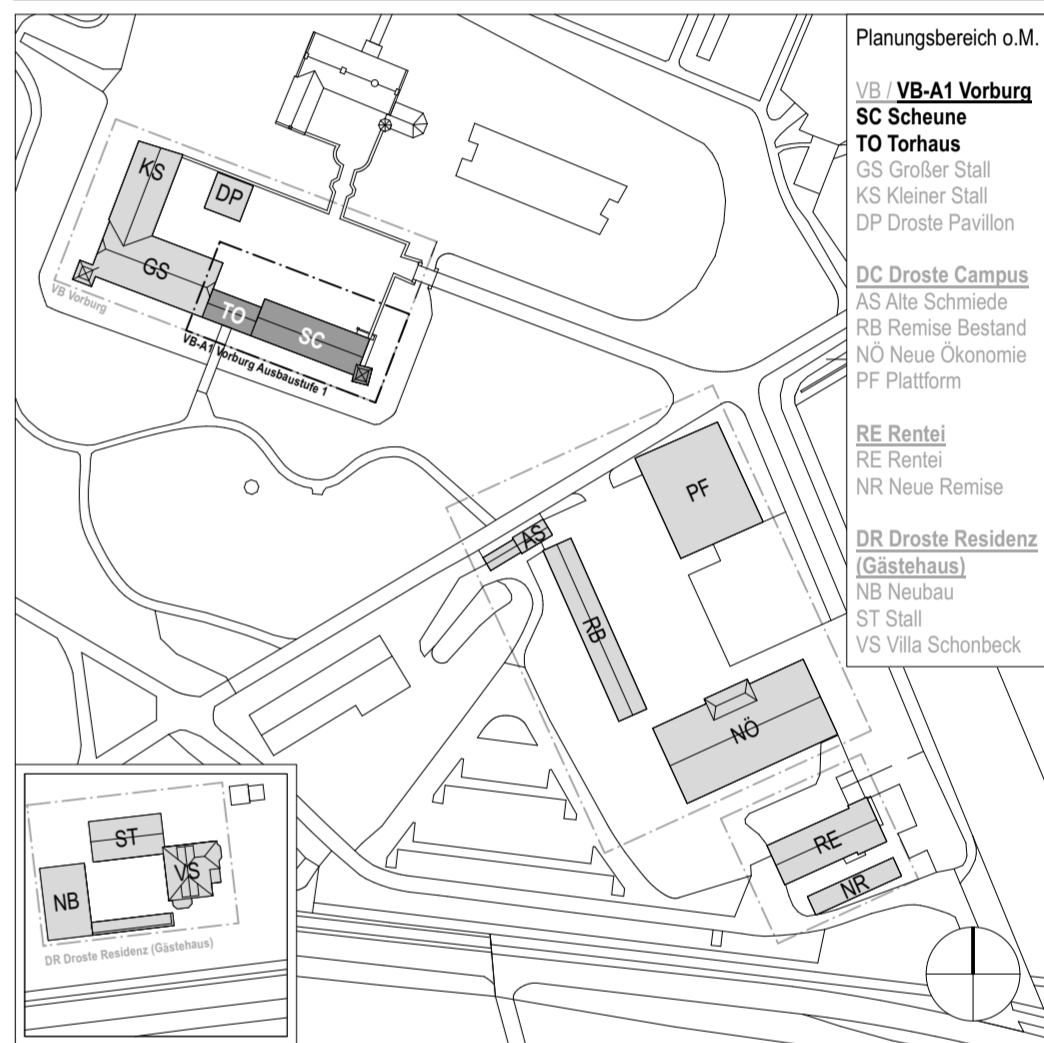 Planungsbereich o.M.
VB / VB-A1 Vorburg
SC Scheune
TO Torhaus
GS Großer Stall
KS Kleiner Stall
DP Droste Pavillon
DC Droste Campus
AS Alte Schmiede
RB Remise Bestand
NÖ Neue Ökonomie
PF Plattform
RE Rentei
RE Rentei
NR Neue Remise
DR Droste Residenz
(Gästehaus)
NB Neubau
ST Stall
VS Villa Schonbeck
KS
DP
GS
TO
SC
VB Vorburg
VB-A1 Vorburg Ausbaustufe 1
PF
AS
RB
NÖ
RE
NR
ST
VS
NB
DR Droste Residenz (Gästehaus)